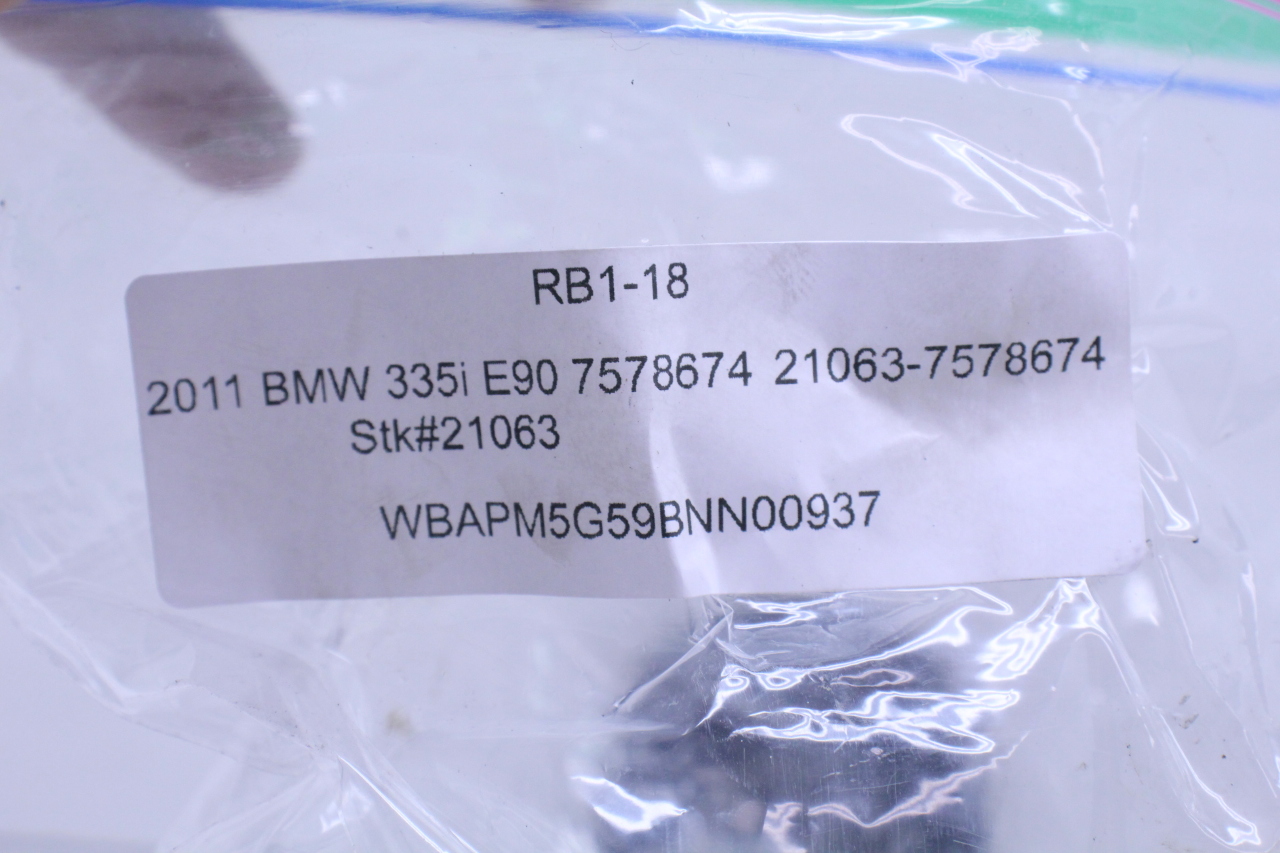 RB1-18
2011 BMW 335i E90 7578674 21063-7578674
Stk#21063
WBAPM5G59BNN00937